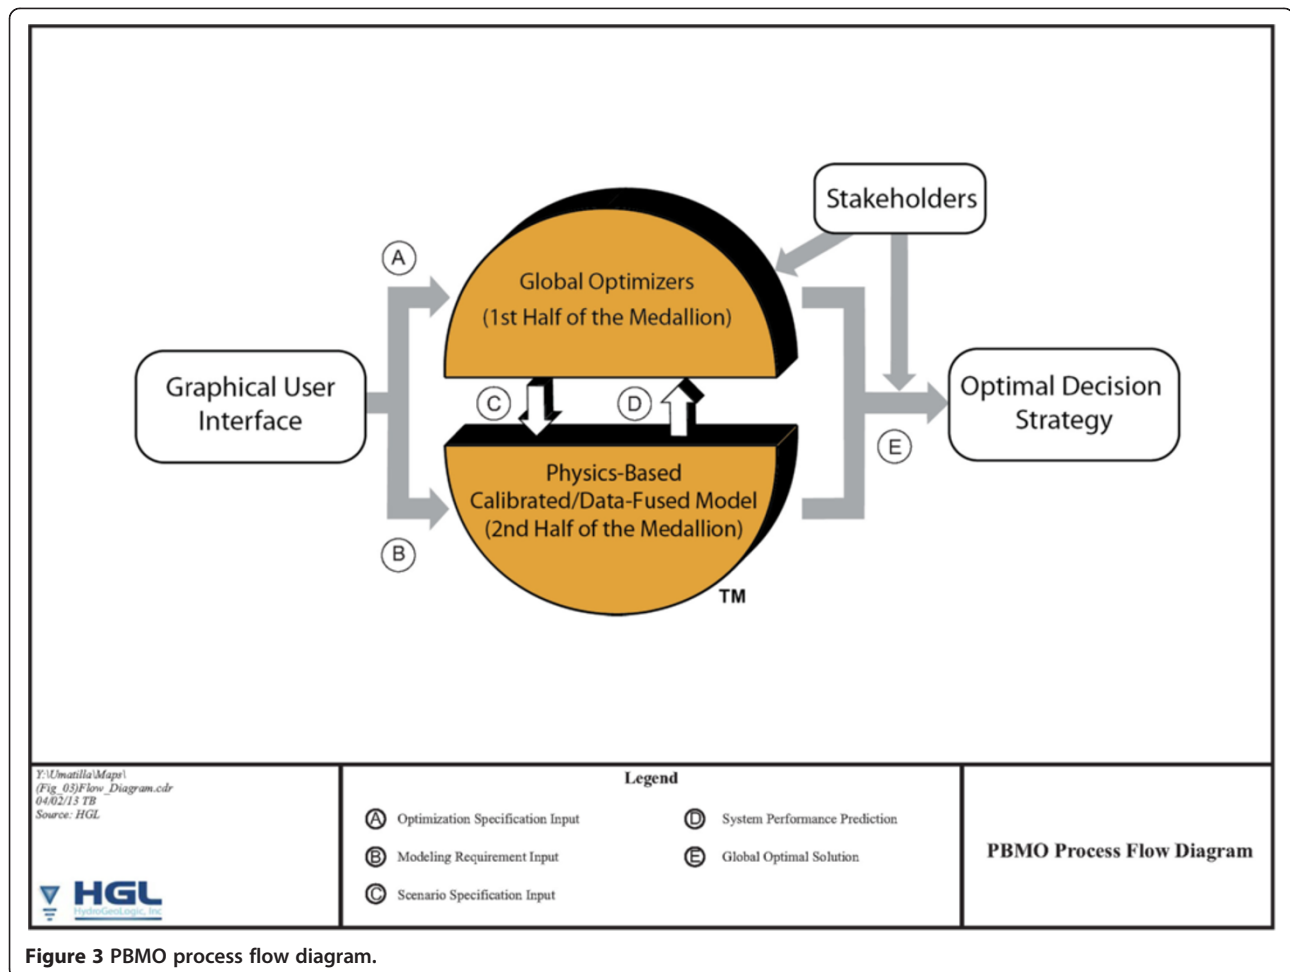 Stakeholders
A
Global Optimizers
(1st Half of the Medallion)
Graphical User
Interface
C
D
Optimal Decision
Strategy
E
Physics-Based
Calibrated/Data-Fused Model
(2nd Half of the Medallion)
B
TM
Y:\Umatilla\Maps\
(Fig_03)Flow_Diagram.cdr
04/02/13 TB
Source: HGL
HGL
HydroGeoLogic, Inc
Legend
A Optimization Specification Input
B Modeling Requirement Input
C Scenario Specification Input
D System Performance Prediction
E Global Optimal Solution
PBMO Process Flow Diagram
Figure 3 PBMO process flow diagram.